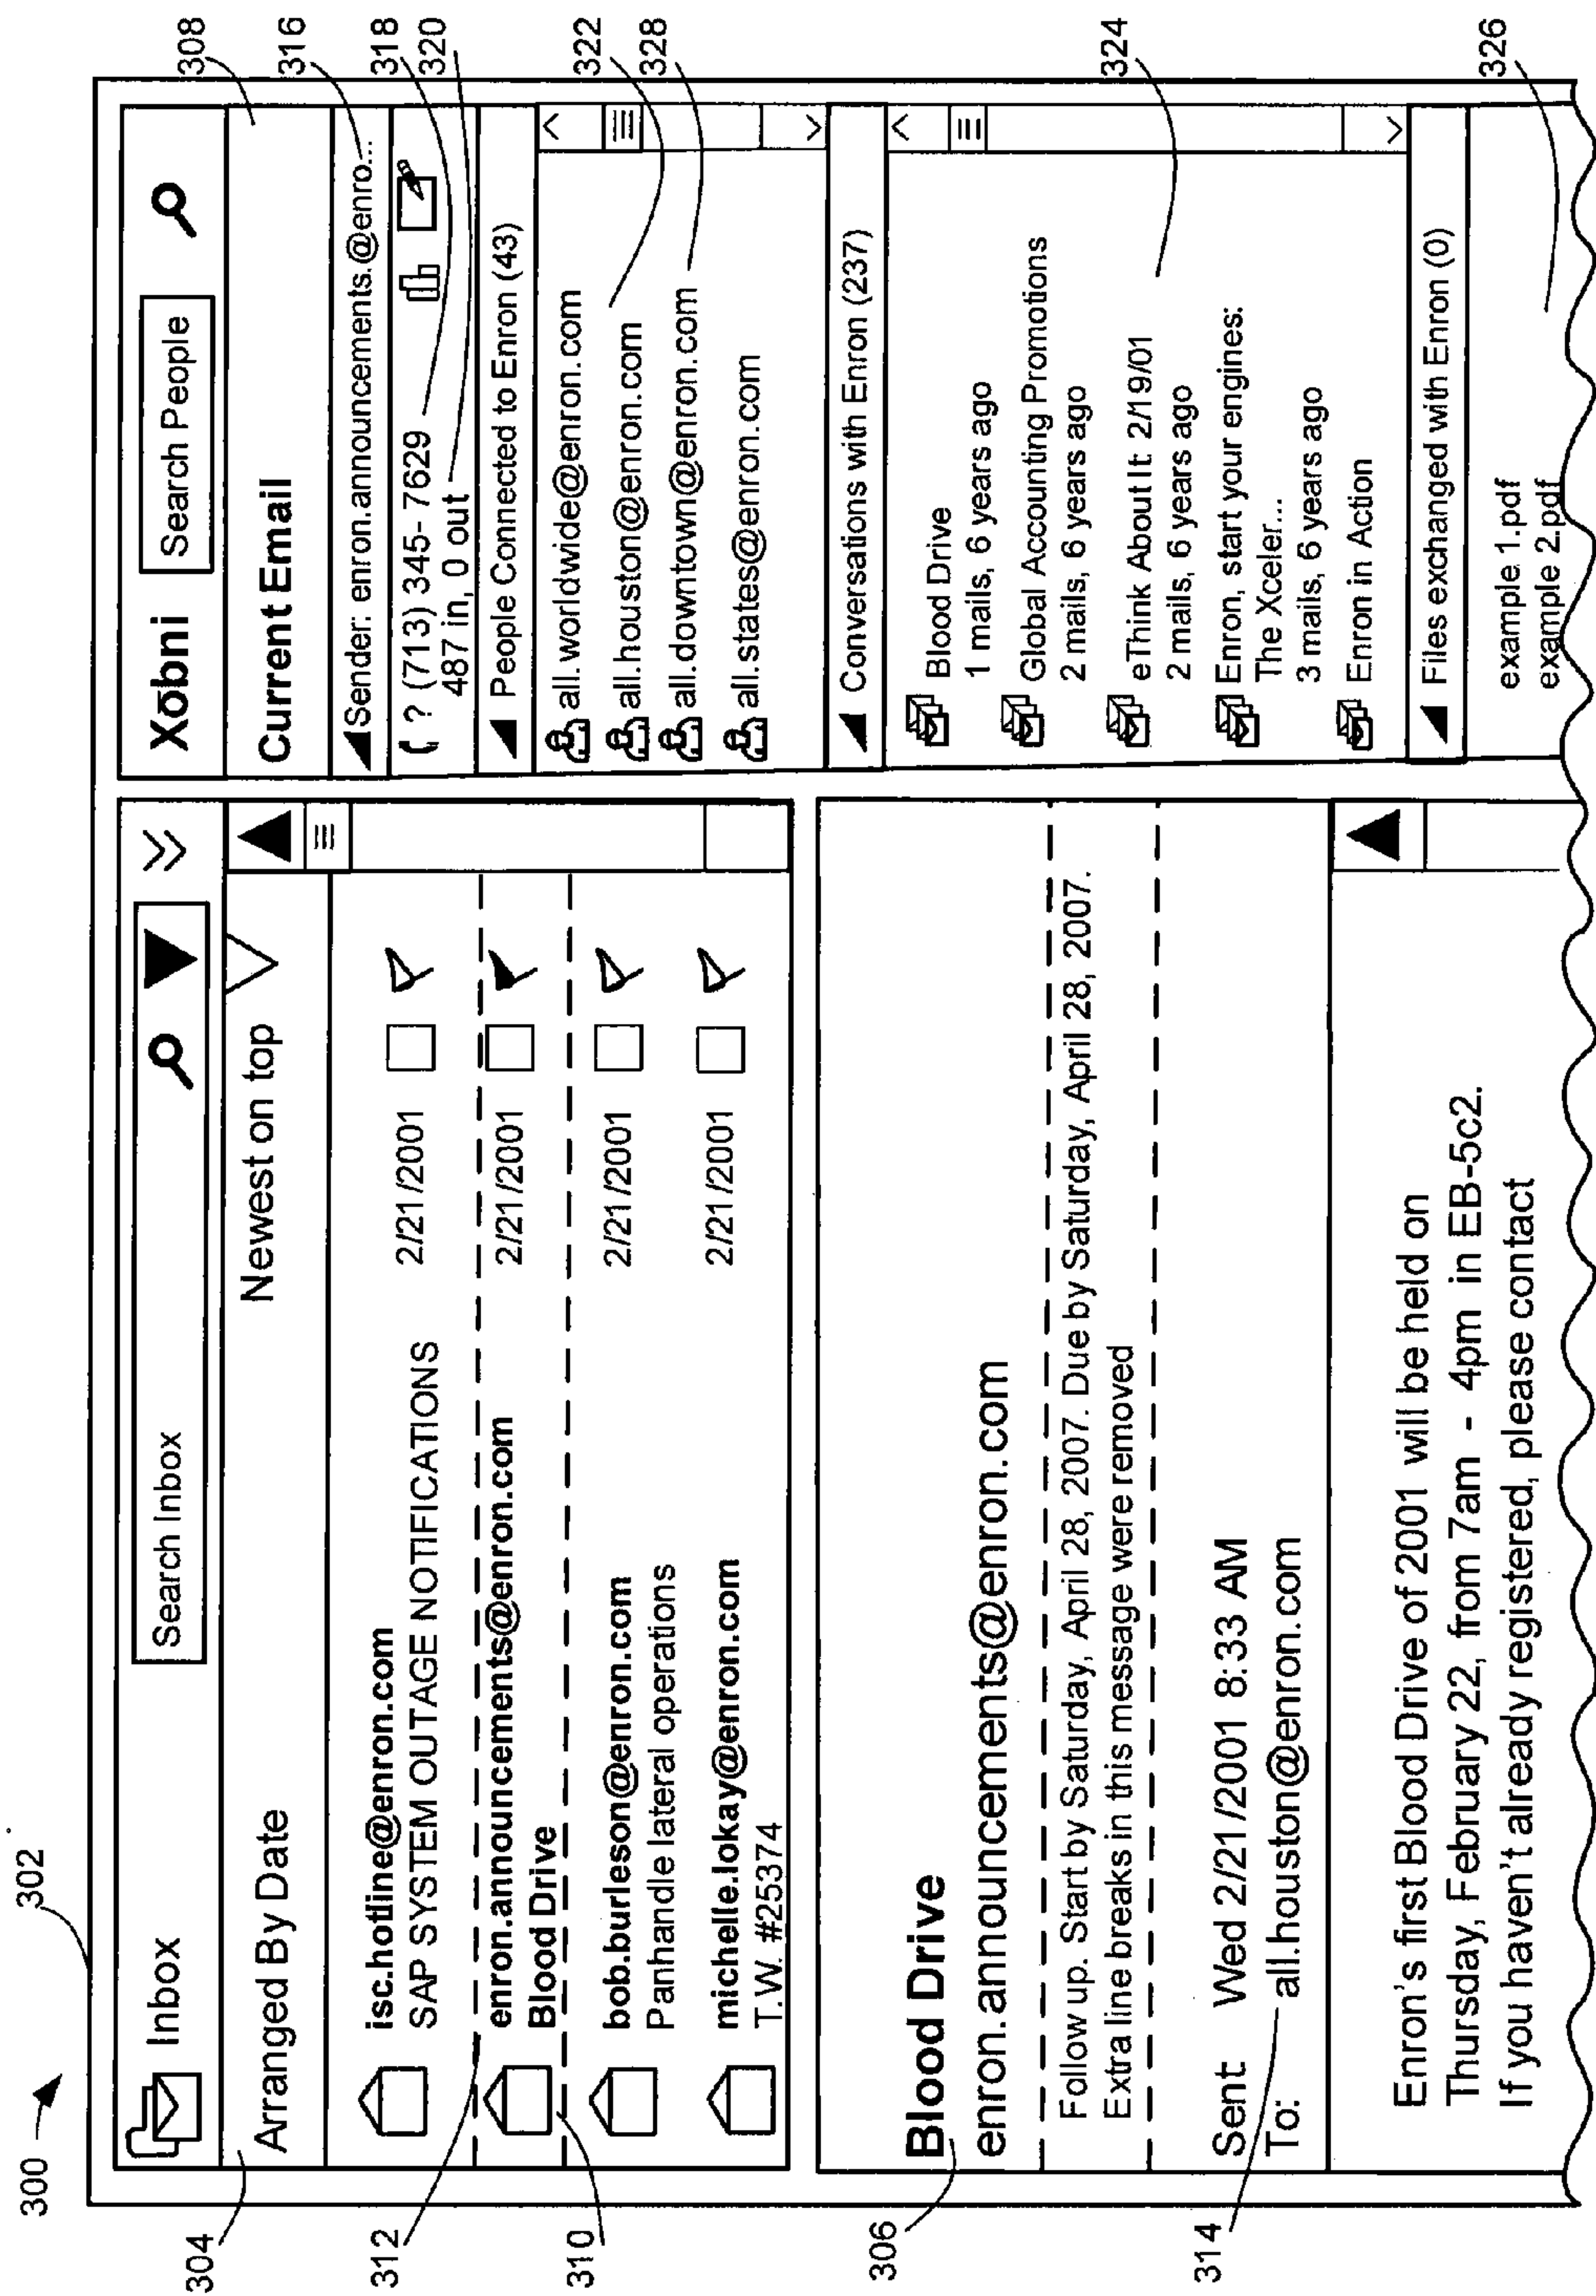 300
302
304
312
310
306
314
Inbox
Search Inbox
Arranged By Date Newest on top
isc.hotline@enron.com
SAP SYSTEM OUTAGE NOTIFICATIONS 2/21/2001
enron.announcements@enron.com
Blood Drive 2/21/2001
bob.burleson@enron.com
Panhandle lateral operations 2/21/2001
michelle.lokay@enron.com
T.W. #25374 2/21/2001
Blood Drive
enron.announcements@enron.com
Follow up. Start by Saturday, April 28, 2007. Due by Saturday, April 28, 2007.
Extra line breaks in this message were removed
Sent Wed 2/21/2001 8:33 AM
To: all.houston@enron.com
Enron's first Blood Drive of 2001 will be held on
Thursday, February 22, from 7am - 4pm in EB-5c2.
If you haven't already registered, please contact
Xobni Search People
Current Email
Sender: enron.announcements.@enro...
? (713) 345-7629
487 in, 0 out
People Connected to Enron (43)
all.worldwide@enron.com
all.houston@enron.com
all.downtown@enron.com
all.states@enron.com
Conversations with Enron (237)
Blood Drive
1 mails, 6 years ago
Global Accounting Promotions
2 mails, 6 years ago
eThink About It 2/19/01
2 mails, 6 years ago
Enron, start your engines:
The Xceler...
3 mails, 6 years ago
Enron in Action
Files exchanged with Enron (0)
example 1.pdf
example 2.pdf
308
316
318
320
322
328
324
326